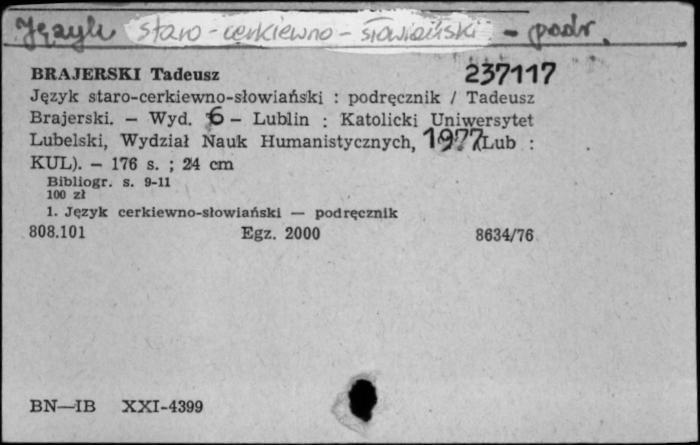 Język staro-cerkiewno-słowiański - podr.
BRAJERSKI Tadeusz 237117
Język staro-cerkiewno-słowiański : podręcznik / Tadeusz
Brajerski. — Wyd. 6 — Lublin : Katolicki Uniwersytet
Lubelski, Wydział Nauk Humanistycznych, 1977 (Lub :
KUL). — 176 s. ; 24 cm
Bibliogr. s. 9-11
100 zł
1. Język cerkiewno-słowiański — podręcznik
808.101 Egz. 2000 8634/76
BN—IB XXI-4399